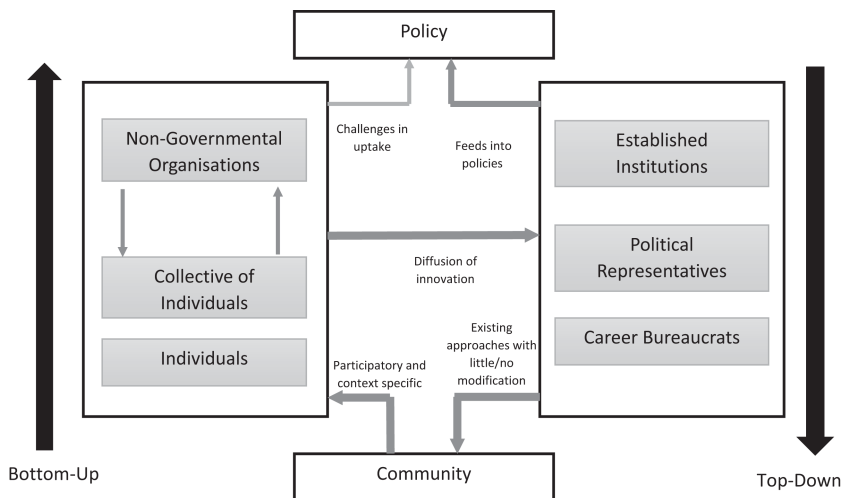 Policy
Non-Governmental
Organisations
Collective of
Individuals
Individuals
Bottom-Up
Challenges in
uptake
Feeds into
policies
Diffusion of
innovation
Participatory and
context specific
Existing
approaches with
little/no
modification
Established
Institutions
Political
Representatives
Career Bureaucrats
Community
Top-Down